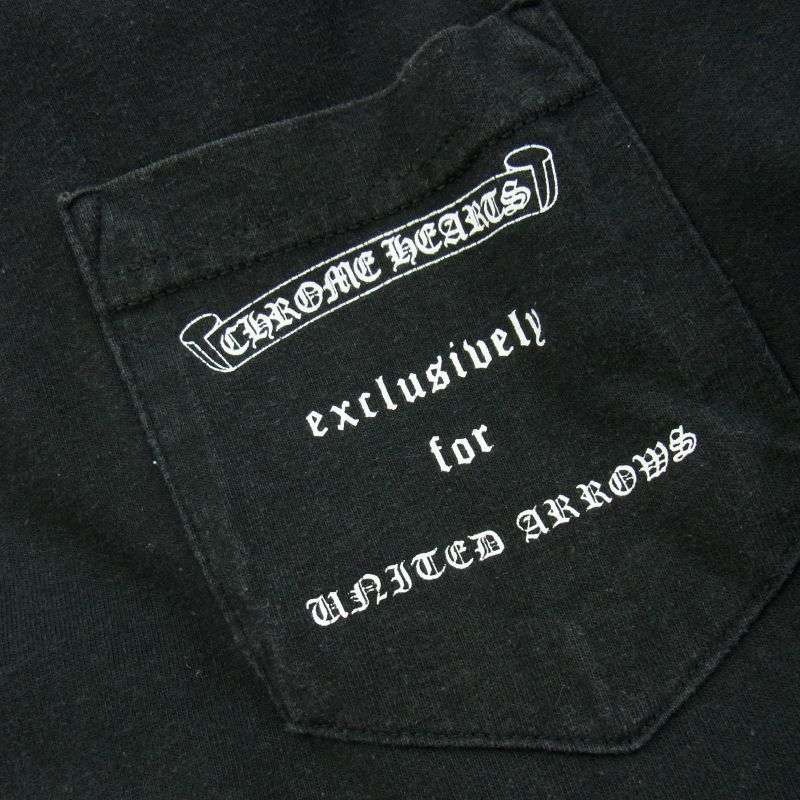 CHROME HEARTS
exclusively
for
UNITED ARROWS